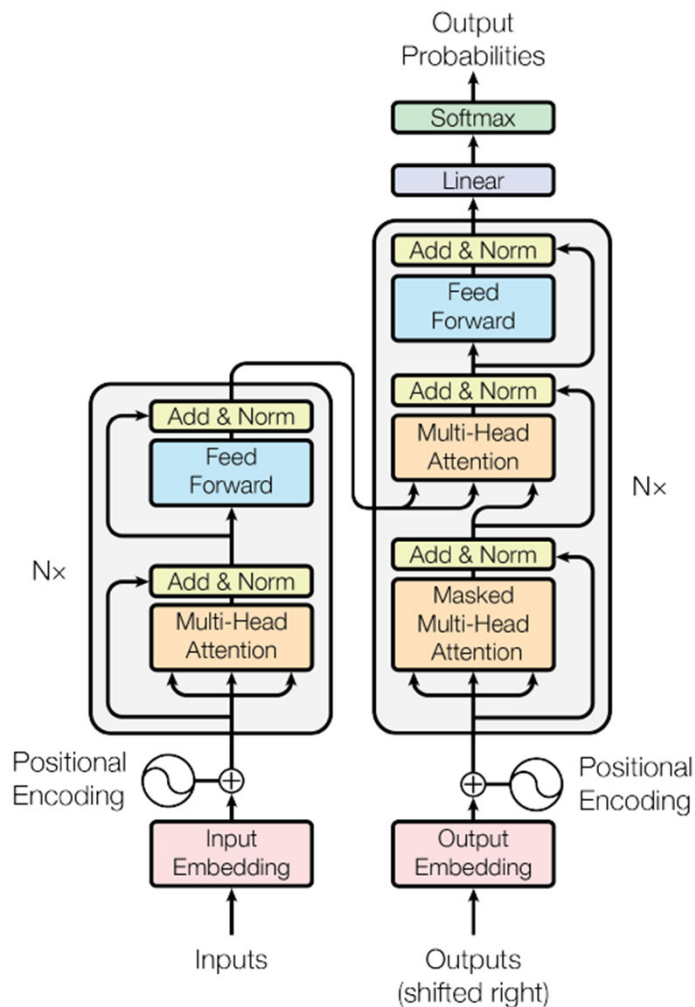 Output
Probabilities
Softmax
Linear
Add & Norm
Feed
Forward
Add & Norm
Multi-Head
Attention
Add & Norm
Masked
Multi-Head
Attention
Nx
Add & Norm
Feed
Forward
Add & Norm
Multi-Head
Attention
Nx
Positional
Encoding
Positional
Encoding
Input
Embedding
Output
Embedding
Inputs
Outputs
(shifted right)